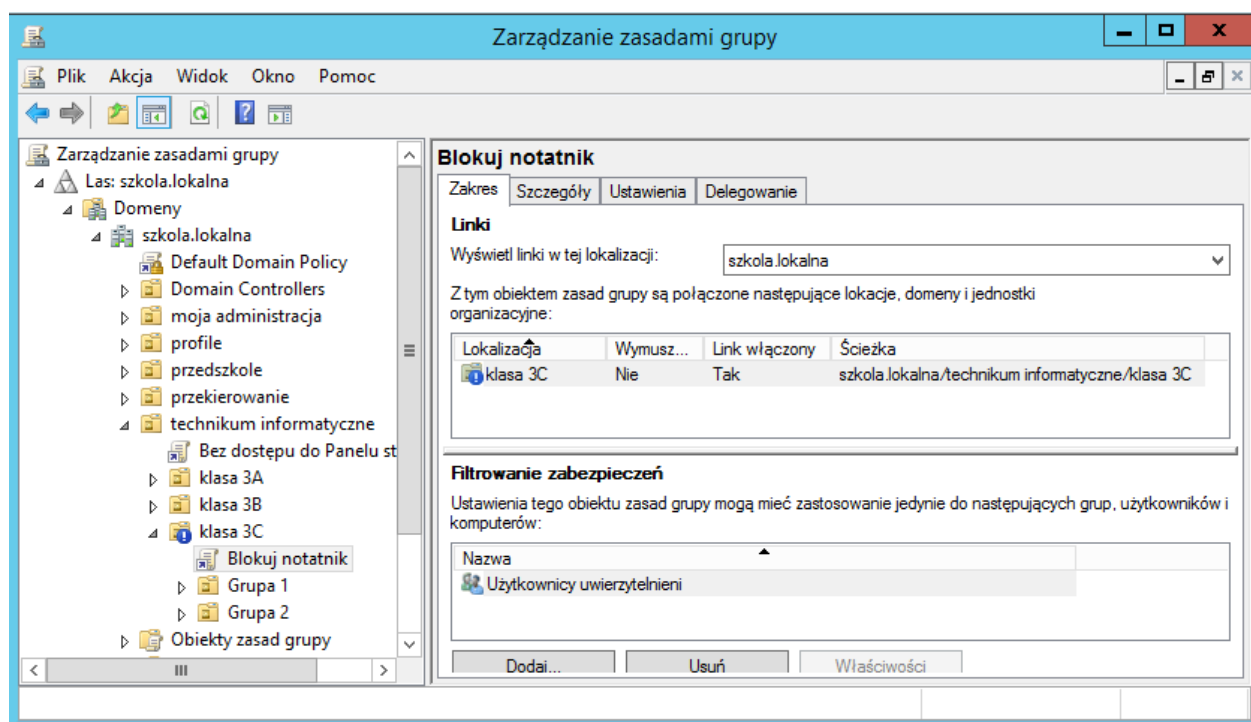 Zarządzanie zasadami grupy
Plik Akcja Widok Okno Pomoc
Zarządzanie zasadami grupy
Las: szkola.lokalna
Domeny
szkola.lokalna
Default Domain Policy
Domain Controllers
moja administracja
profile
przedszkole
przekierowanie
technikum informatyczne
Bez dostępu do Panelu st
klasa 3A
klasa 3B
klasa 3C
Blokuj notatnik
Grupa 1
Grupa 2
Obiekty zasad grupy
Blokuj notatnik
Zakres Szczegóły Ustawienia Delegowanie
Linki
Wyświetl linki w tej lokalizacji: szkola.lokalna
Z tym obiektem zasad grupy są połączone następujące lokacje, domeny i jednostki
organizacyjne:
Lokalizacja Wymusz... Link włączony Ścieżka
klasa 3C Nie Tak szkola.lokalna/technikum informatyczne/klasa 3C
Filtrowanie zabezpieczeń
Ustawienia tego obiektu zasad grupy mogą mieć zastosowanie jedynie do następujących grup, użytkowników i
komputerów:
Nazwa
Użytkownicy uwierzytelnieni
Dodaj... Usuń Właściwości